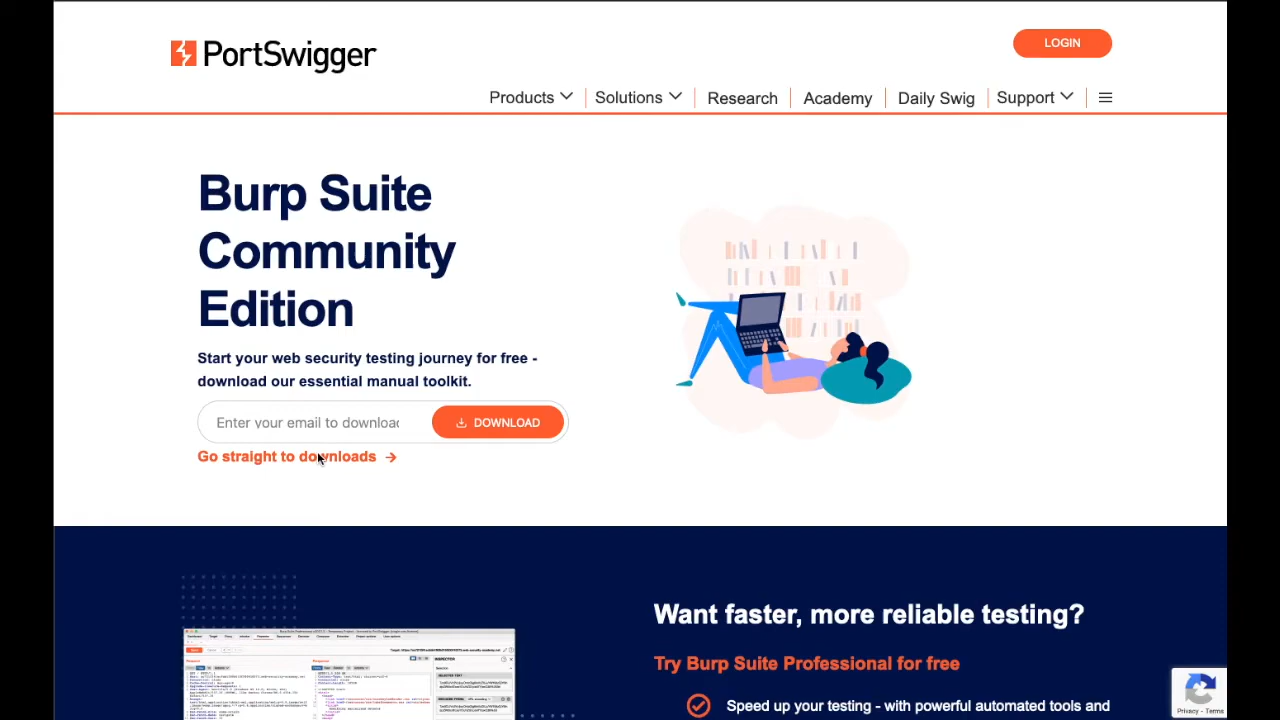 PortSwigger
LOGIN
Products
Solutions
Research
Academy
Daily Swig
Support
Burp Suite
Community
Edition
Start your web security testing journey for free -
download our essential manual toolkit.
Enter your email to downloac
DOWNLOAD
Go straight to downloads →
Want faster, more reliable testing?
Try Burp Suite Professional for free
Speed up your testing - with powerful automated tools and
INSPECTOR
Privacy - Terms